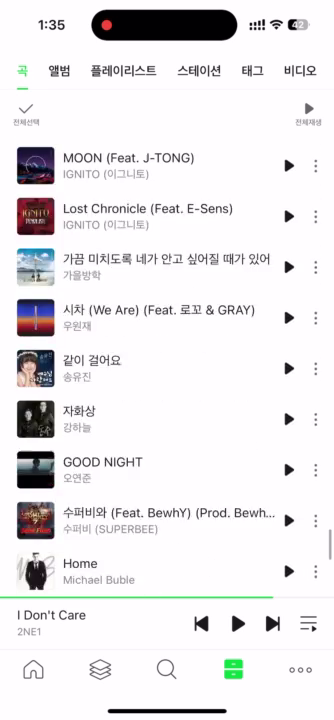 1:35
42
곡 앨범 플레이리스트 스테이션 태그 비디오
전체선택 전체재생
MOON (Feat. J-TONG)
IGNITO (이그니토)
Lost Chronicle (Feat. E-Sens)
IGNITO (이그니토)
가끔 미치도록 네가 안고 싶어질 때가 있어
가을방학
시차 (We Are) (Feat. 로꼬 & GRAY)
우원재
같이 걸어요
송유진
자화상
강하늘
GOOD NIGHT
오연준
수퍼비와 (Feat. BewhY) (Prod. Bewh...
수퍼비 (SUPERBEE)
Home
Michael Buble
I Don't Care
2NE1